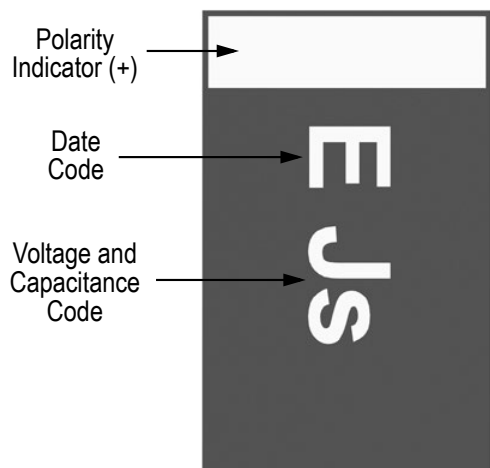 Polarity
Indicator (+)
Date
Code
Voltage and
Capacitance
Code
E
Js